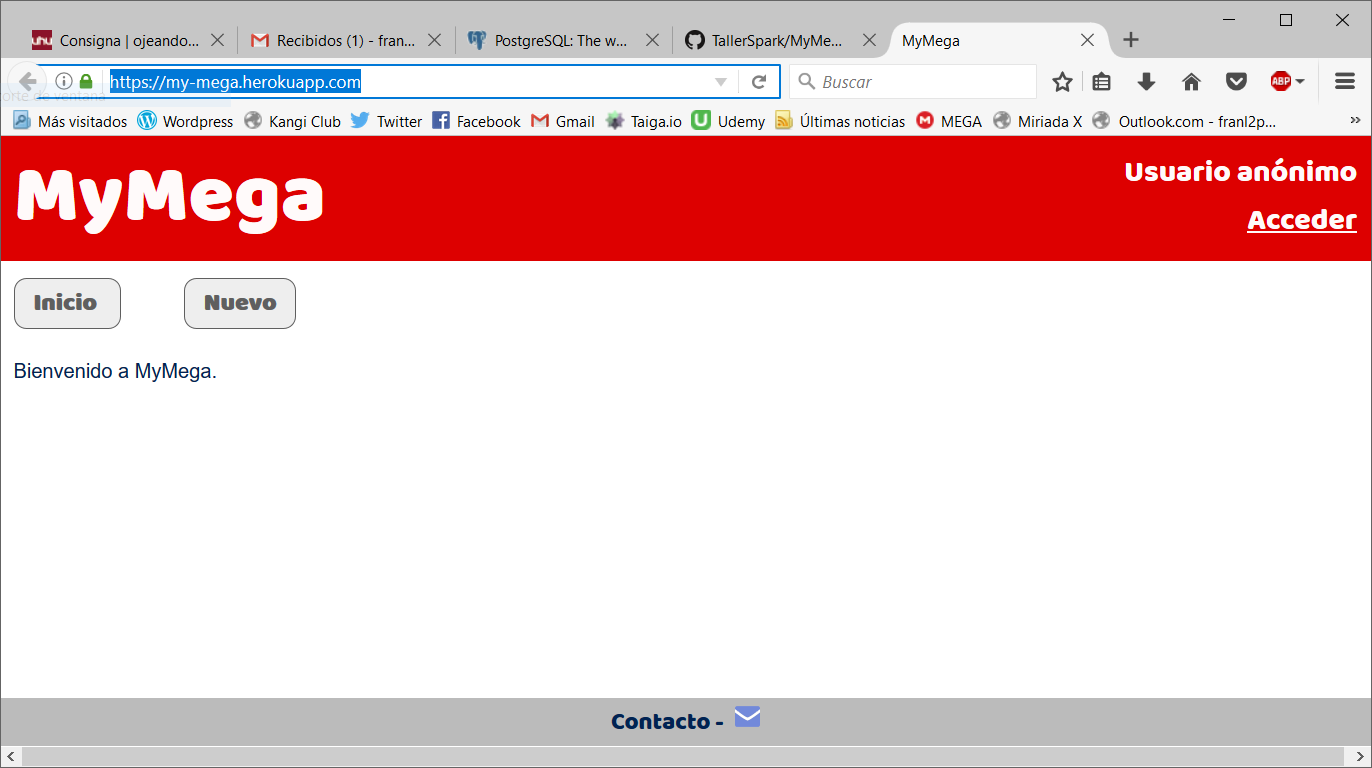 Consigna | ojeando... Recibidos (1) - fran... PostgreSQL: The w... TallerSpark/MyMe... MyMega
https://my-mega.herokuapp.com Buscar ABP
Más visitados Wordpress Kangi Club Twitter Facebook Gmail Taiga.io Udemy Últimas noticias MEGA Miriada X Outlook.com - franl2p... »
MyMega
Usuario anónimo
Acceder
Inicio Nuevo
Bienvenido a MyMega.
Contacto -